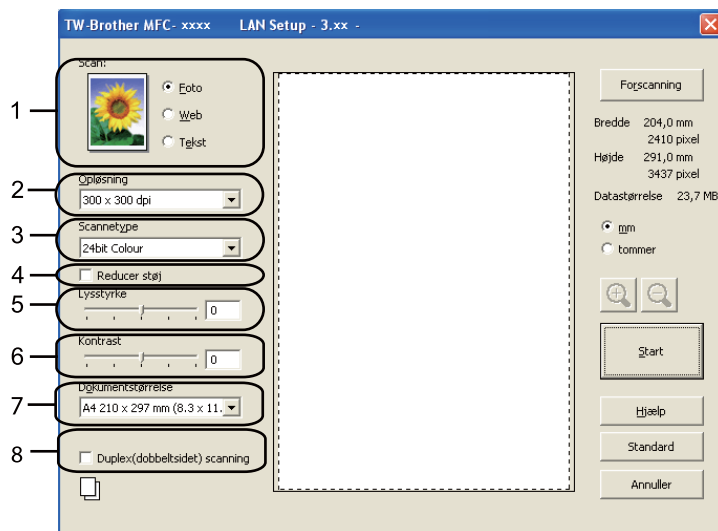 TW-Brother MFC- xxxx LAN Setup - 3.xx -
Scan:
1
Foto
Web
Tekst
2
Opløsning
300 x 300 dpi
3
Scannetype
24bit Colour
4
Reducer støj
5
Lysstyrke
0
6
Kontrast
0
7
Dokumentstørrelse
A4 210 x 297 mm (8.3 x 11.
8
Duplex(dobbeltsidet) scanning
Forscanning
Bredde 204,0 mm
2410 pixel
Højde 291,0 mm
3437 pixel
Datastørrelse 23,7 MB
mm
tommer
Start
Hjælp
Standard
Annuller